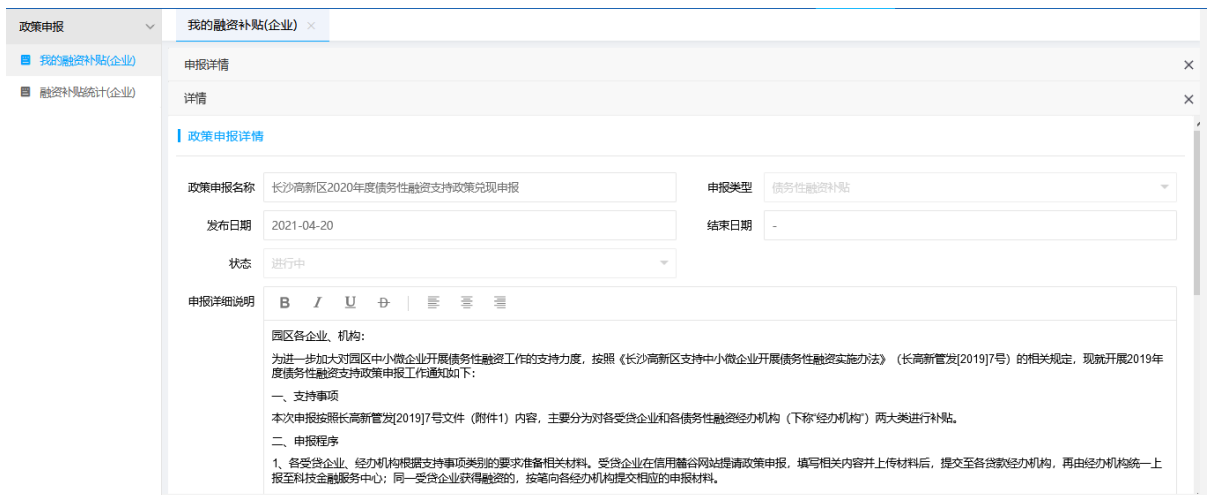 政策申报
我的融资补贴(企业)
融资补贴统计(企业)
我的融资补贴(企业)
申报详情
详情
政策申报详情
政策申报名称 长沙高新区2020年度债务性融资支持政策兑现申报 申报类型 债务性融资补贴
发布日期 2021-04-20 结束日期 -
状态 进行中
申报详细说明 B I U D
园区各企业、机构：
为进一步加大对园区中小微企业开展债务性融资工作的支持力度，按照《长沙高新区支持中小微企业开展债务性融资实施办法》（长高新管发[2019]7号）的相关规定，现就开展2019年
度债务性融资支持政策申报工作通知如下：
一、支持事项
本次申报按照长高新管发[2019]7号文件（附件1）内容，主要分为对各受贷企业和各债务性融资经办机构（下称“经办机构”）两大类进行补贴。
二、申报程序
1、各受贷企业、经办机构根据支持事项类别的要求准备相关材料。受贷企业在信用麓谷网站提请政策申报，填写相关内容并上传材料后，提交至各贷款经办机构，再由经办机构统一上
报至科技金融服务中心；同一受贷企业获得融资的，按笔向各经办机构提交相应的申报材料。